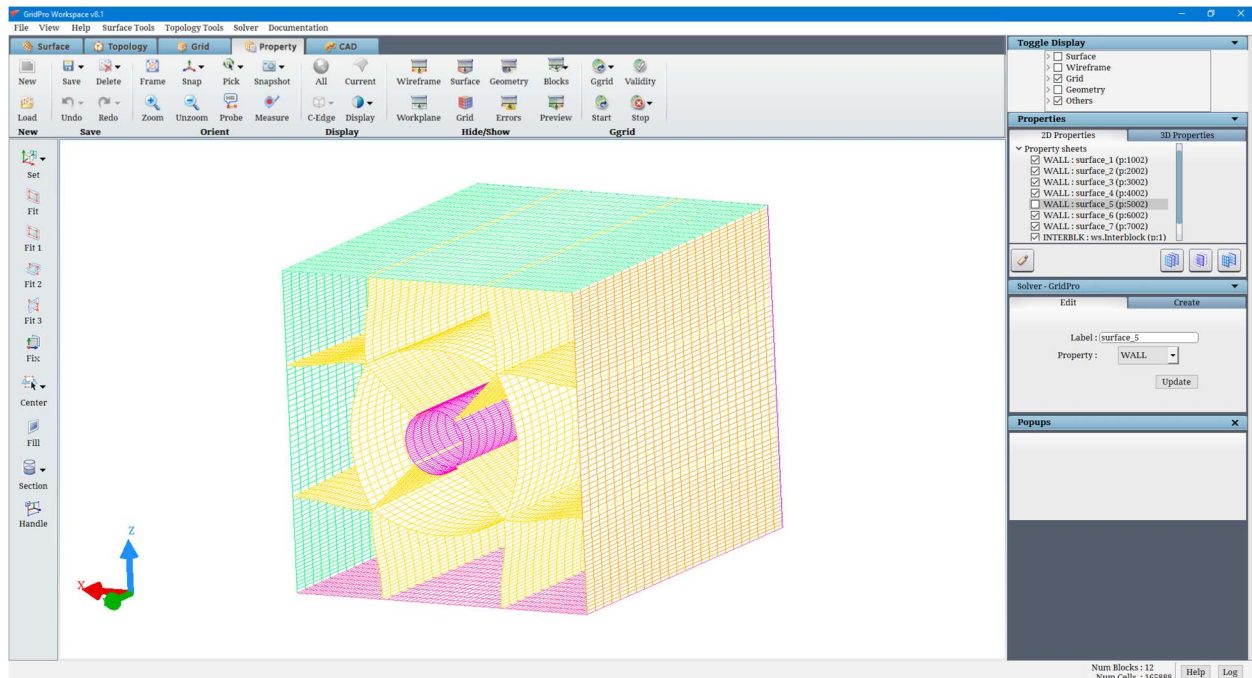 GridPro Workspace v8.1
File View Help Surface Tools Topology Tools Solver Documentation
Surface Topology Grid Property CAD
New Save Delete Frame Snap Pick Snapshot All Current Wireframe Surface Geometry Blocks Ggrid Validity
Load Undo Redo Zoom Unzoom Probe Measure C-Edge Display Workplane Grid Errors Preview Start Stop
New Save Orient Display Hide/Show Ggrid
Set
Fit
Fit 1
Fit 2
Fit 3
Fix
Center
Fill
Section
Handle
Z
X
Toggle Display
Surface
Wireframe
Grid
Geometry
Others
Properties
2D Properties 3D Properties
Property sheets
WALL : surface_1 (p:1002)
WALL : surface_2 (p:2002)
WALL : surface_3 (p:3002)
WALL : surface_4 (p:4002)
WALL : surface_5 (p:5002)
WALL : surface_6 (p:6002)
WALL : surface_7 (p:7002)
INTERBLK : ws.Interblock (p:1)
Solver - GridPro
Edit Create
Label : surface_5
Property : WALL
Update
Popups
Num Blocks : 12
Num Cells : 165888
Help Log